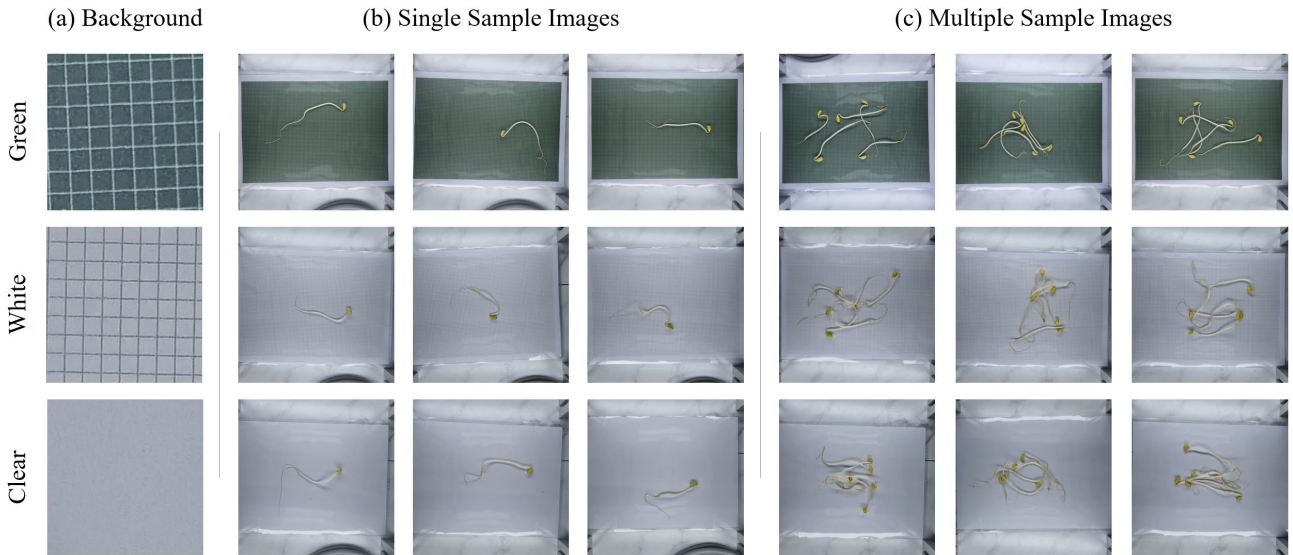 (a) Background
(b) Single Sample Images
(c) Multiple Sample Images
Green
White
Clear